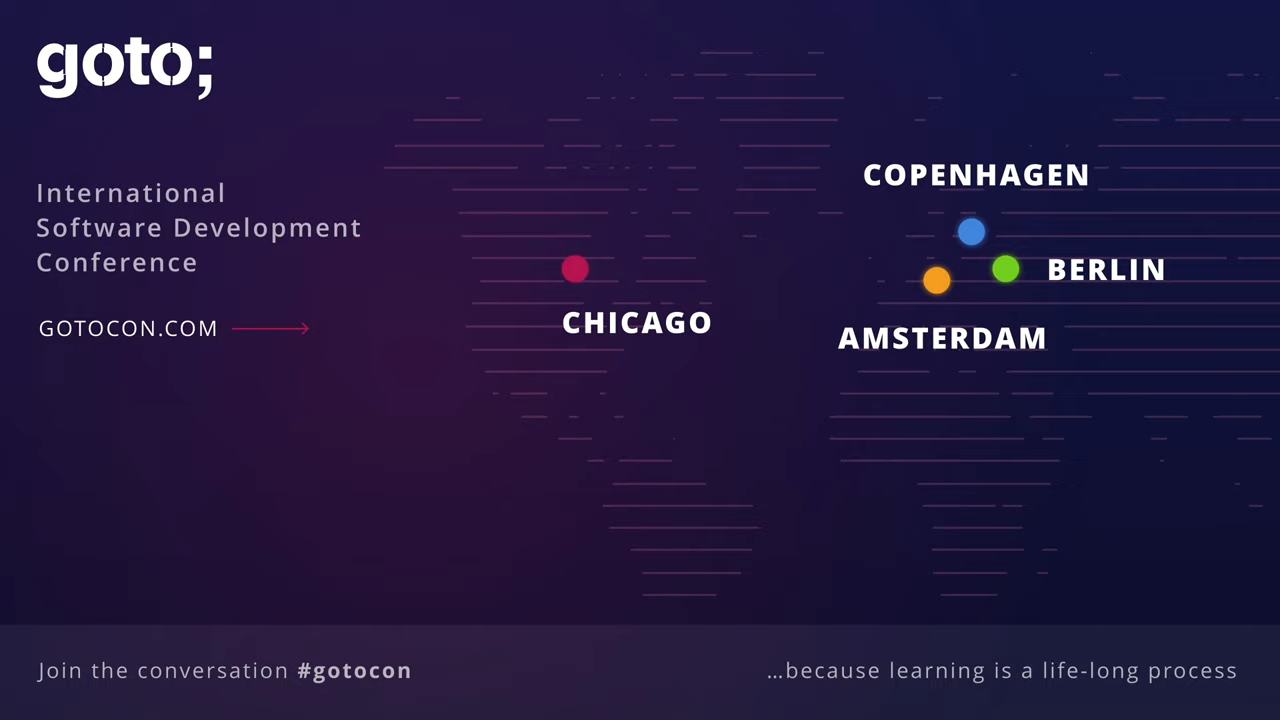 goto;
International
Software Development
Conference
GOTOCON.COM
COPENHAGEN
BERLIN
CHICAGO
AMSTERDAM
Join the conversation #gotocon
...because learning is a life-long process